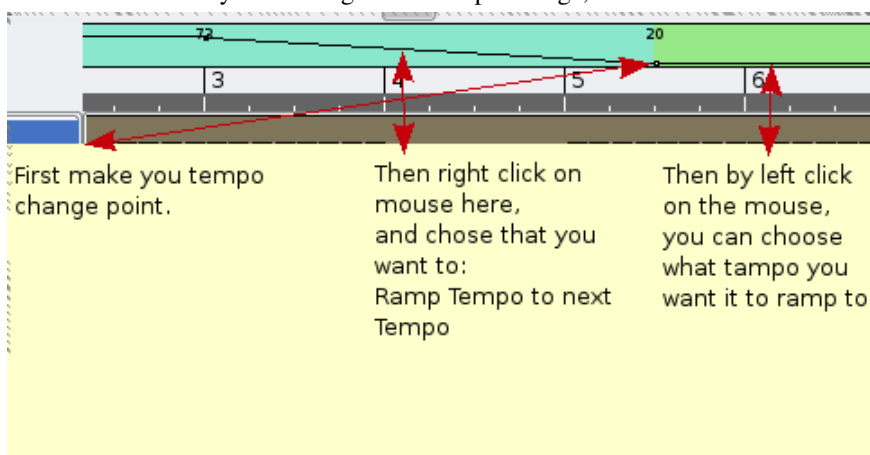 73 20
3 4 5 6
First make you tempo
change point.
Then right click on
mouse here,
and chose that you
want to:
Ramp Tempo to next
Tempo
Then by left click
on the mouse,
you can choose
what tampo you
want it to ramp to